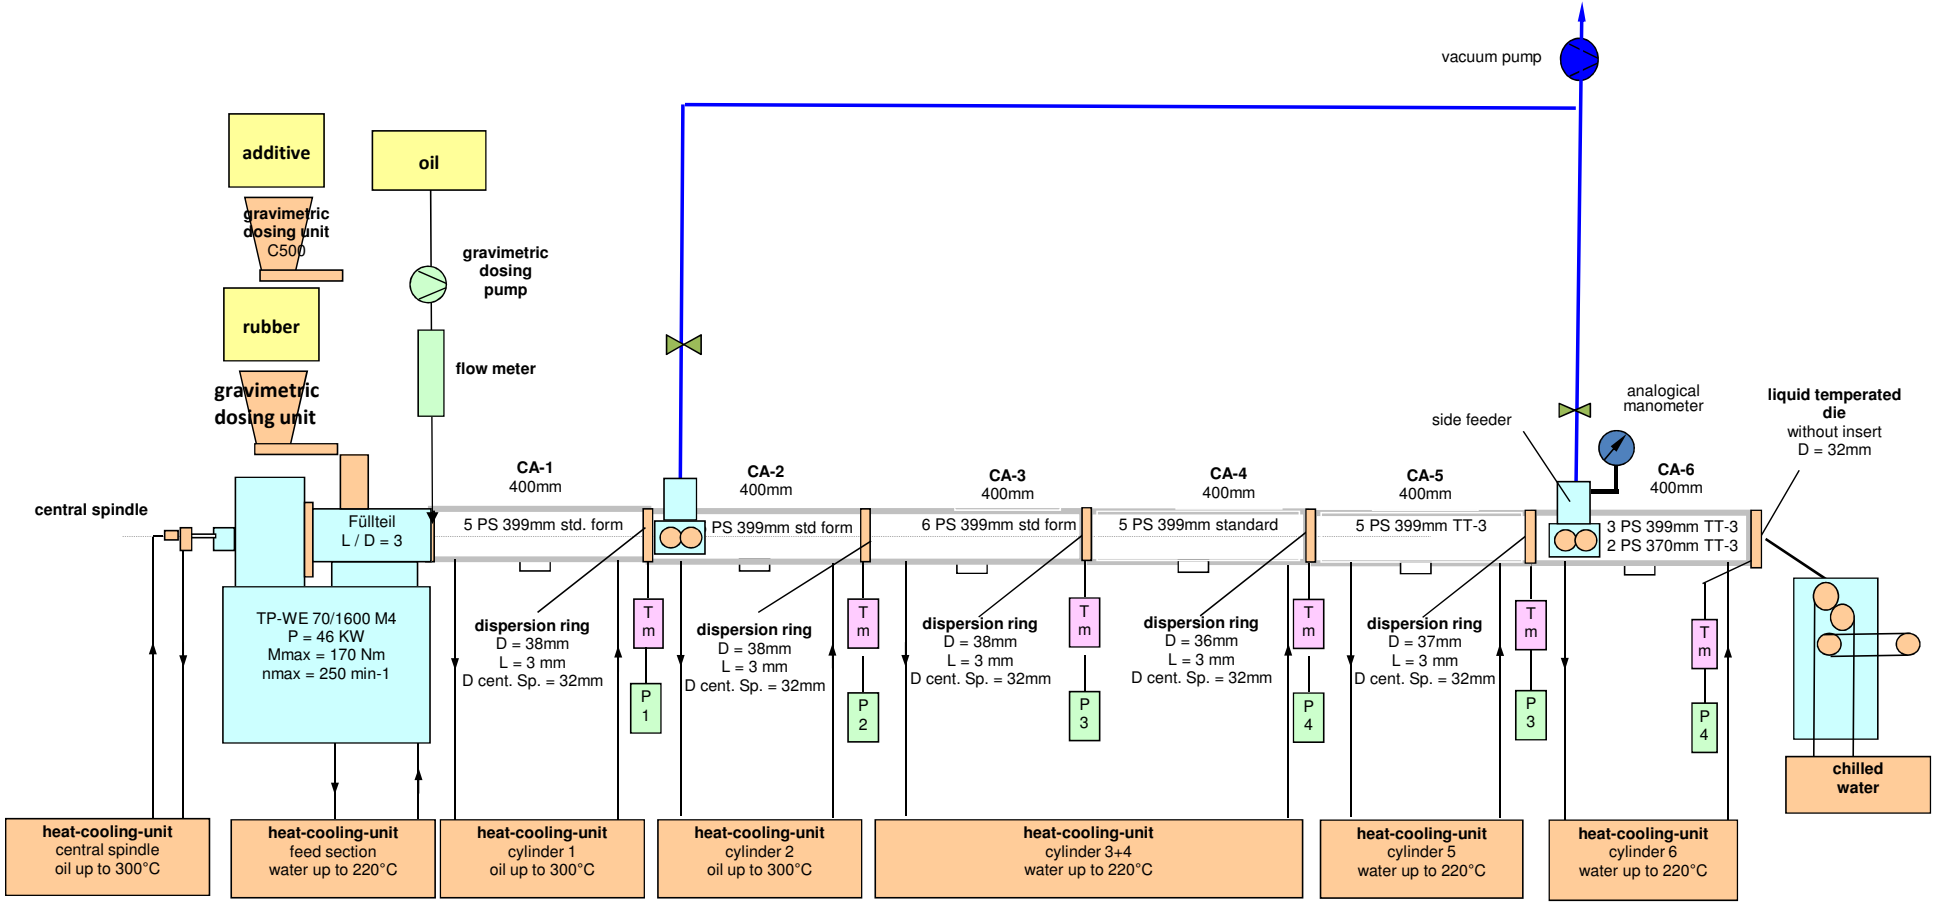 vacuum pump
additive
gravimetric
dosing unit
C500
oil
gravimetric
dosing
pump
rubber
gravimetric
dosing unit
flow meter
analogical
manometer
side feeder
liquid temperated
die
without insert
D = 32mm
central spindle
Füllteil
L / D = 3
CA-1
400mm
5 PS 399mm std. form
CA-2
400mm
PS 399mm std form
CA-3
400mm
6 PS 399mm std form
CA-4
400mm
5 PS 399mm standard
CA-5
400mm
5 PS 399mm TT-3
CA-6
400mm
3 PS 399mm TT-3
2 PS 370mm TT-3
TP-WE 70/1600 M4
P = 46 KW
Mmax = 170 Nm
nmax = 250 min-1
dispersion ring
D = 38mm
L = 3 mm
D cent. Sp. = 32mm
T
m
P
1
dispersion ring
D = 38mm
L = 3 mm
D cent. Sp. = 32mm
T
m
P
2
dispersion ring
D = 38mm
L = 3 mm
D cent. Sp. = 32mm
T
m
P
3
dispersion ring
D = 36mm
L = 3 mm
D cent. Sp. = 32mm
T
m
P
4
dispersion ring
D = 37mm
L = 3 mm
D cent. Sp. = 32mm
T
m
P
3
T
m
P
4
chilled
water
heat-cooling-unit
central spindle
oil up to 300°C
heat-cooling-unit
feed section
water up to 220°C
heat-cooling-unit
cylinder 1
oil up to 300°C
heat-cooling-unit
cylinder 2
oil up to 300°C
heat-cooling-unit
cylinder 3+4
water up to 220°C
heat-cooling-unit
cylinder 5
water up to 220°C
heat-cooling-unit
cylinder 6
water up to 220°C